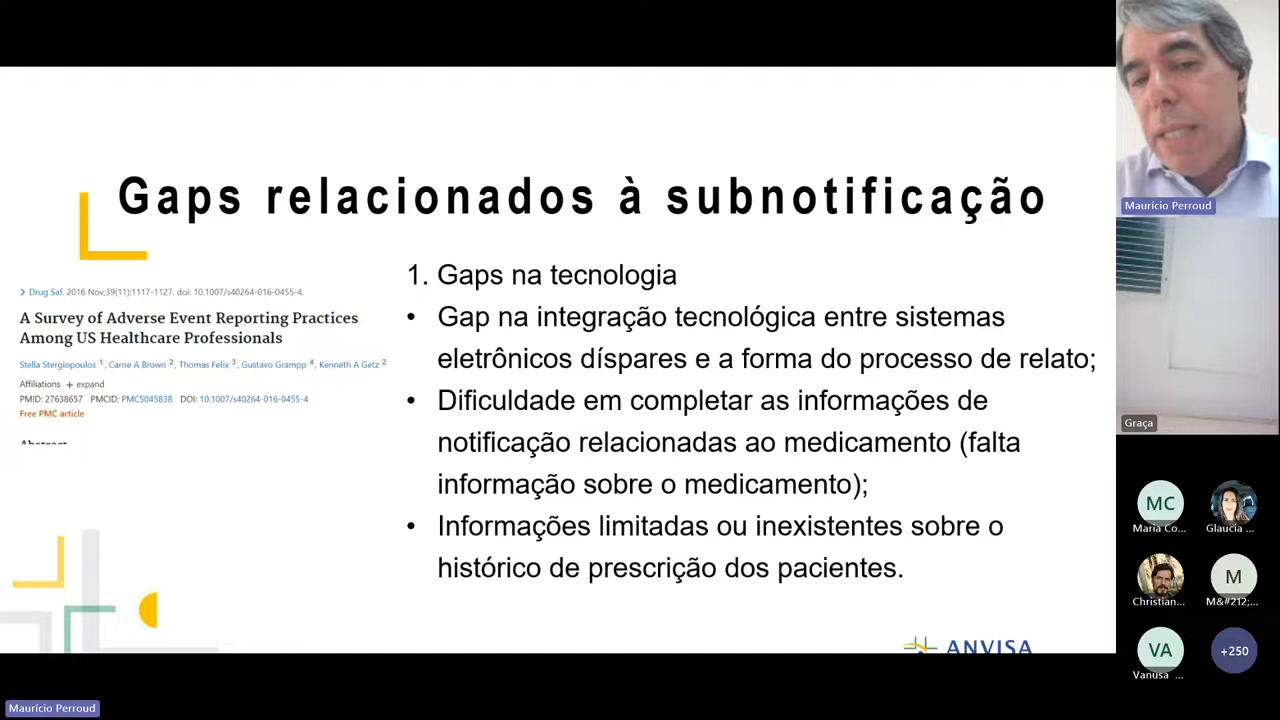 Gaps relacionados à subnotificação
> Drug Saf. 2016 Nov;39(11):1117-1127. doi: 10.1007/s40264-016-0455-4.
A Survey of Adverse Event Reporting Practices
Among US Healthcare Professionals
Stella Stergiopoulos 1, Carrie A Brown 2, Thomas Felix 3, Gustavo Grampp 4, Kenneth A Getz 2
Affiliations + expand
PMID: 27638657 PMCID: PMC5045838 DOI: 10.1007/s40264-016-0455-4
Free PMC article
Abstract
1. Gaps na tecnologia
• Gap na integração tecnológica entre sistemas
eletrônicos díspares e a forma do processo de relato;
• Dificuldade em completar as informações de
notificação relacionadas ao medicamento (falta
informação sobre o medicamento);
• Informações limitadas ou inexistentes sobre o
histórico de prescrição dos pacientes.
ANVISA
Maurício Perroud
Graça
MC
Maria Co...
Glaucia ...
Christian...
M
M&#212;...
VA
Vanusa ...
+250
Maurício Perroud